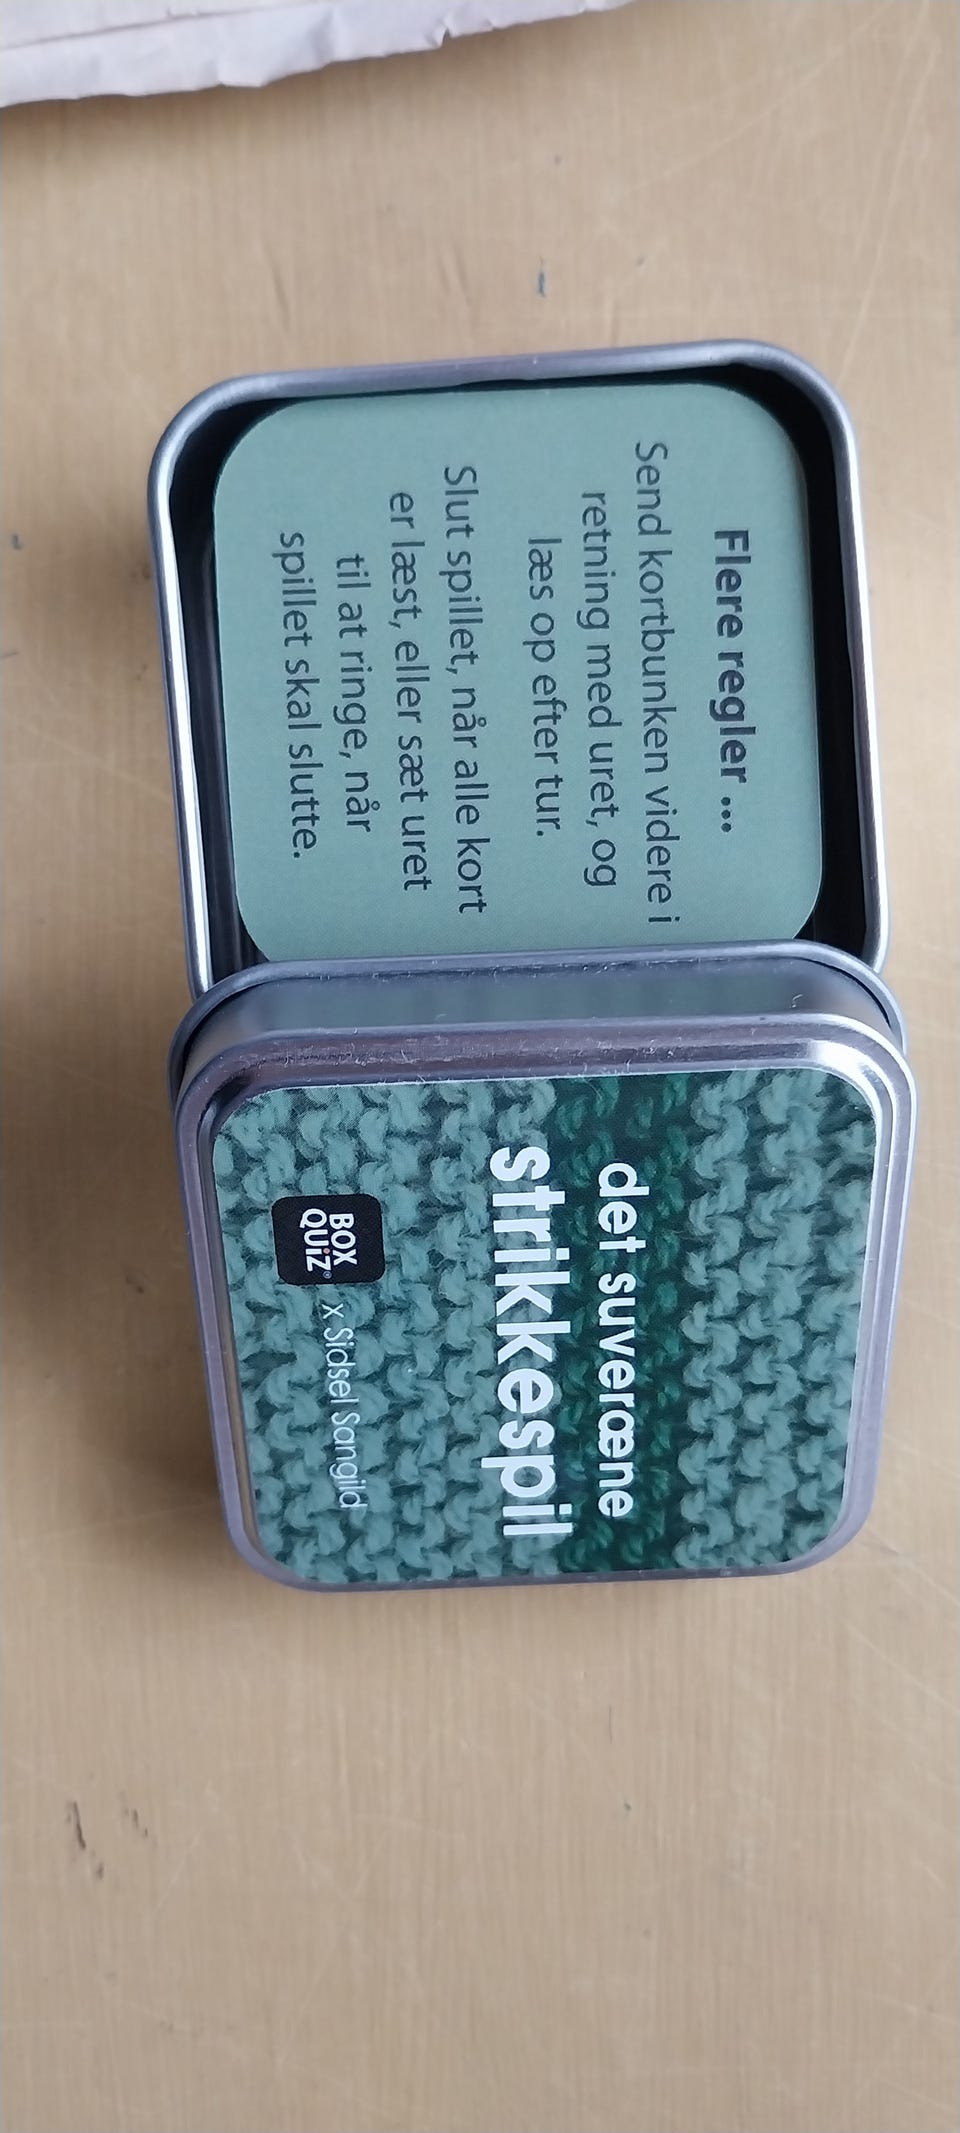 Flere regler ...
Send kortbunken videre i
retning med uret, og
læs op efter tur.
Slut spillet, når alle kort
er læst, eller sæt uret
til at ringe, når
spillet skal slutte.
det suveræne
strikkespil
BOX
QUiZ®
x Sidsel Sangild